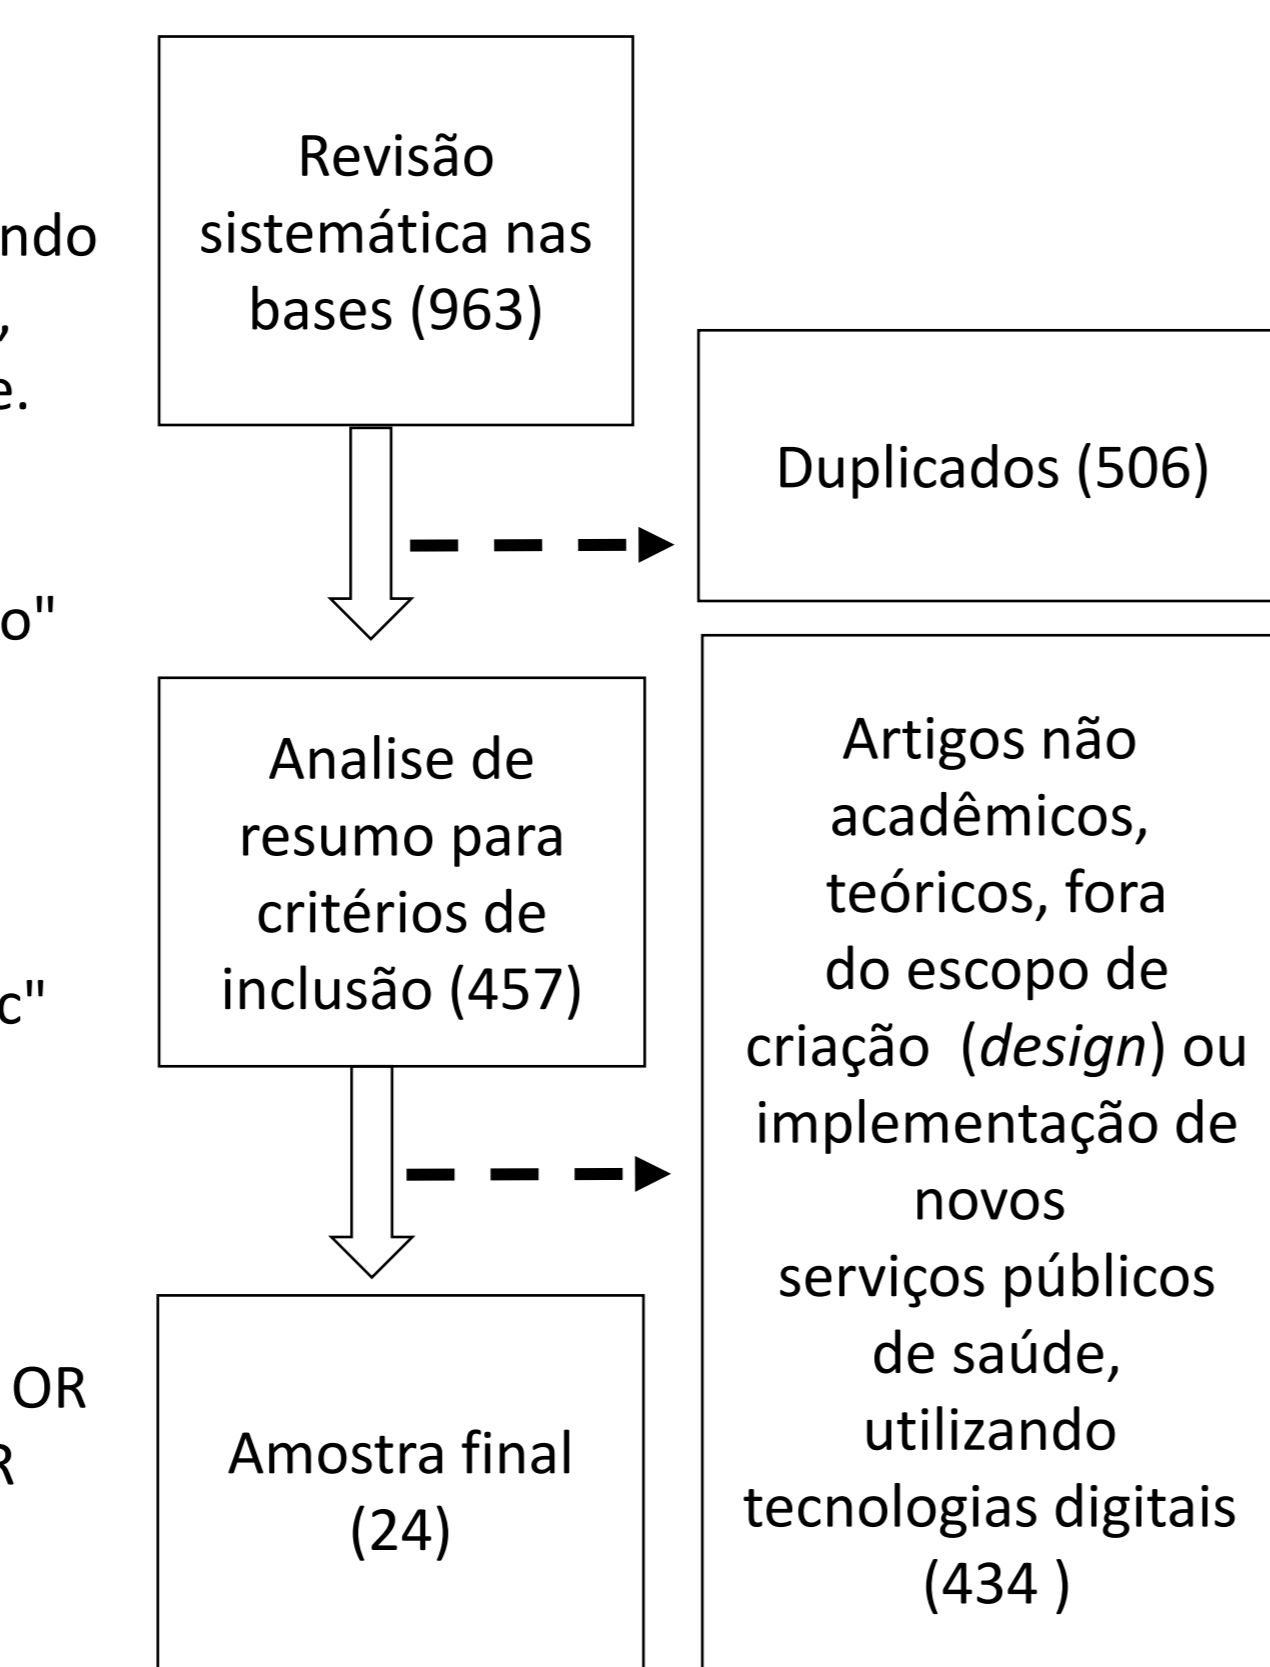 ndo
,
e.
o"
c"
OR
R
Revisão
sistemática nas
bases (963)
Duplicados (506)
Analise de
resumo para
critérios de
inclusão (457)
Artigos não
acadêmicos,
teóricos, fora
do escopo de
criação (design) ou
implementação de
novos
serviços públicos
de saúde,
utilizando
tecnologias digitais
(434 )
Amostra final
(24)